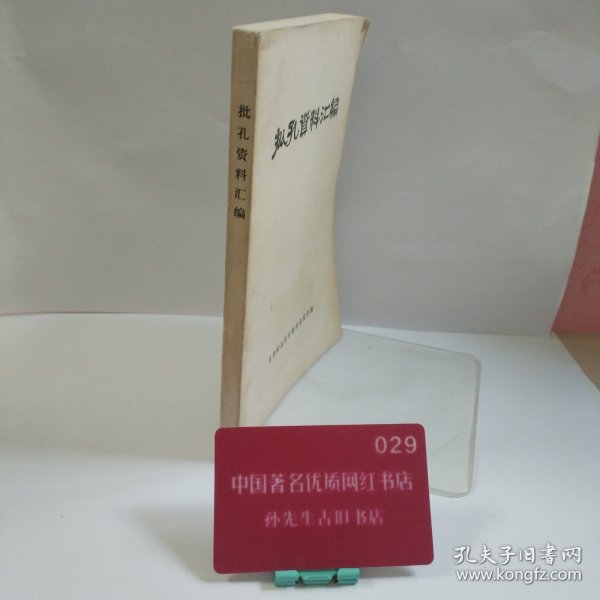 批孔资料汇编
批孔资料汇编
029
中国著名优质网红书店
孙先生古旧书店
孔夫子旧书网
www.kongfz.com